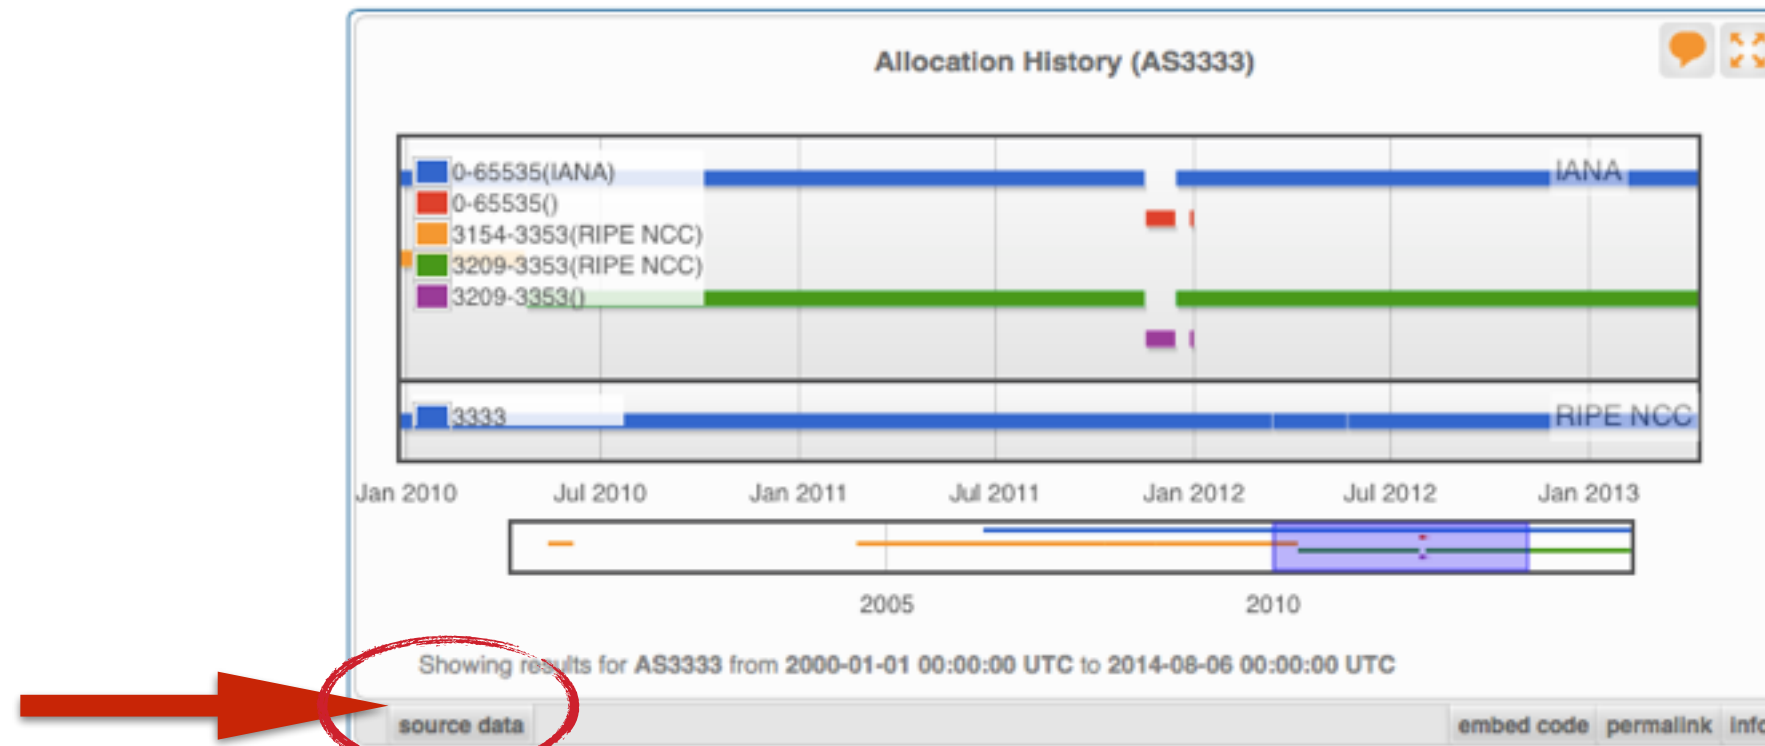 Allocation History (AS3333)
0-65535(IANA)
IANA
0-65535()
3154-3353(RIPE NCC)
3209-3353(RIPE NCC)
3209-3353()
3333
RIPE NCC
Jan 2010 Jul 2010 Jan 2011 Jul 2011 Jan 2012 Jul 2012 Jan 2013
2005 2010
Showing results for AS3333 from 2000-01-01 00:00:00 UTC to 2014-08-06 00:00:00 UTC
source data embed code permalink info